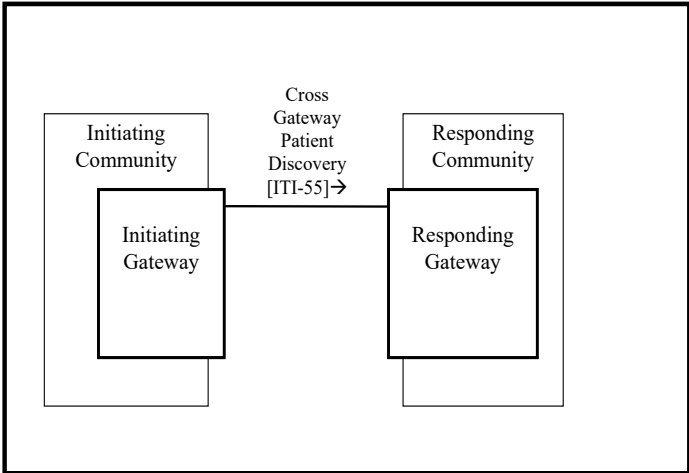 Cross
Gateway
Patient
Discovery
[ITI-55]→
Initiating
Community
Responding
Community
Initiating
Gateway
Responding
Gateway